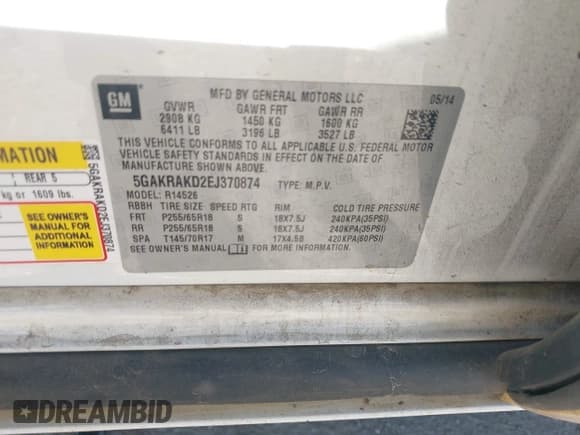 GM
MFD BY GENERAL MOTORS LLC 05/14
GVWR GAWR FRT GAWR RR
2908 KG 1450 KG 1600 KG
6411 LB 3196 LB 3527 LB
THIS VEHICLE CONFORMS TO ALL APPLICABLE U.S. FEDERAL MOTOR
VEHICLE SAFETY STANDARDS IN EFFECT ON THE DATE OF
MANUFACTURE SHOWN ABOVE.
5GAKRAKD2EJ370874 TYPE: M.P.V.
MODEL: R14526
RBBH TIRE SIZE SPEED RTG RIM COLD TIRE PRESSURE
FRT P255/65R18 S 18X7.5J 240KPA(35PSI)
RR P255/65R18 S 18X7.5J 240KPA(35PSI)
SPA T145/70R17 M 17X4.5B 420KPA(60PSI)
SEE OWNER'S MANUAL FOR ADDITIONAL INFORMATION.
MATION
REAR 5
kg or 1609 lbs.
SEE OWNER'S
MANUAL FOR
ADDITIONAL
INFORMATION
5GAKRAKD2EJ370874
DREAMBID